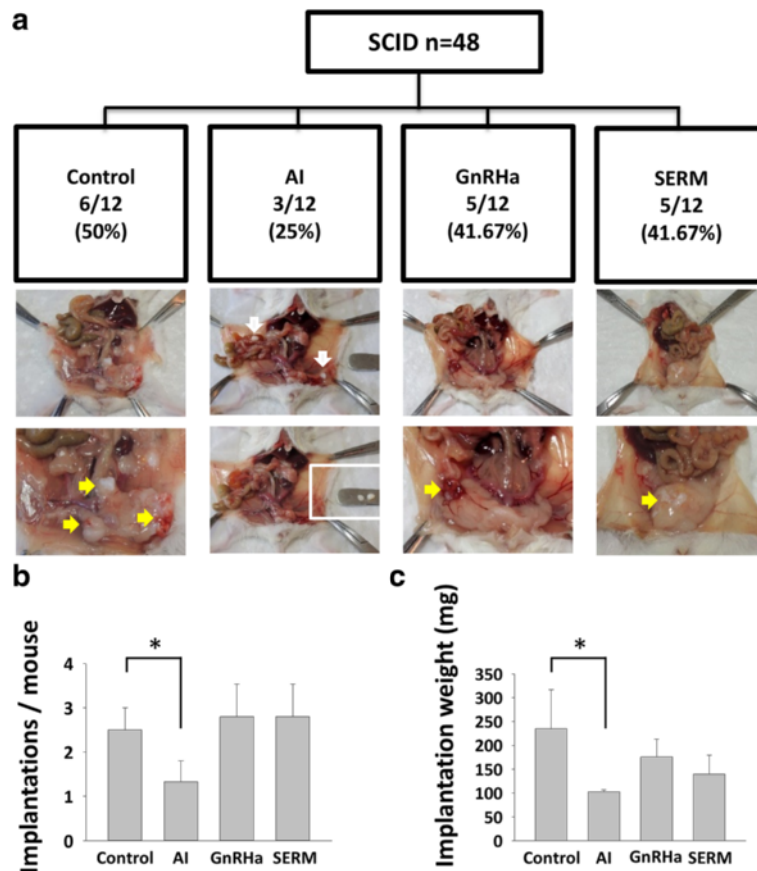 a
SCID n=48
Control
6/12
(50%)
AI
3/12
(25%)
GnRHa
5/12
(41.67%)
SERM
5/12
(41.67%)
b
Implantations / mouse
4
3
2
1
0
*
Control AI GnRHa SERM
c
Implantation weight (mg)
350
300
250
200
150
100
50
0
*
Control AI GnRHa SERM